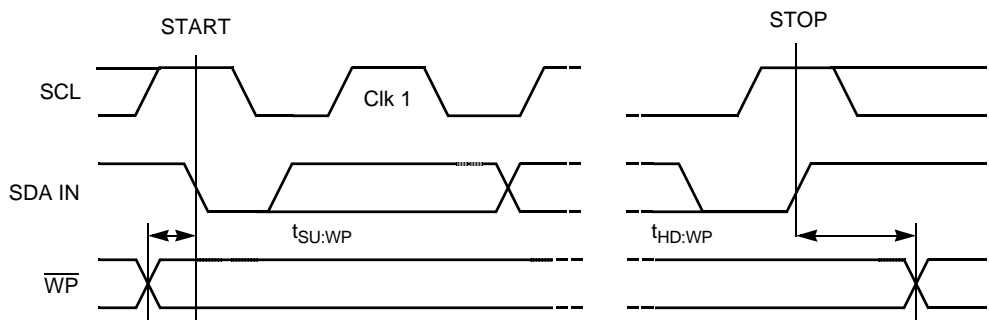 START
STOP
SCL
Clk 1
SDA IN
tSU:WP
tHD:WP
WP